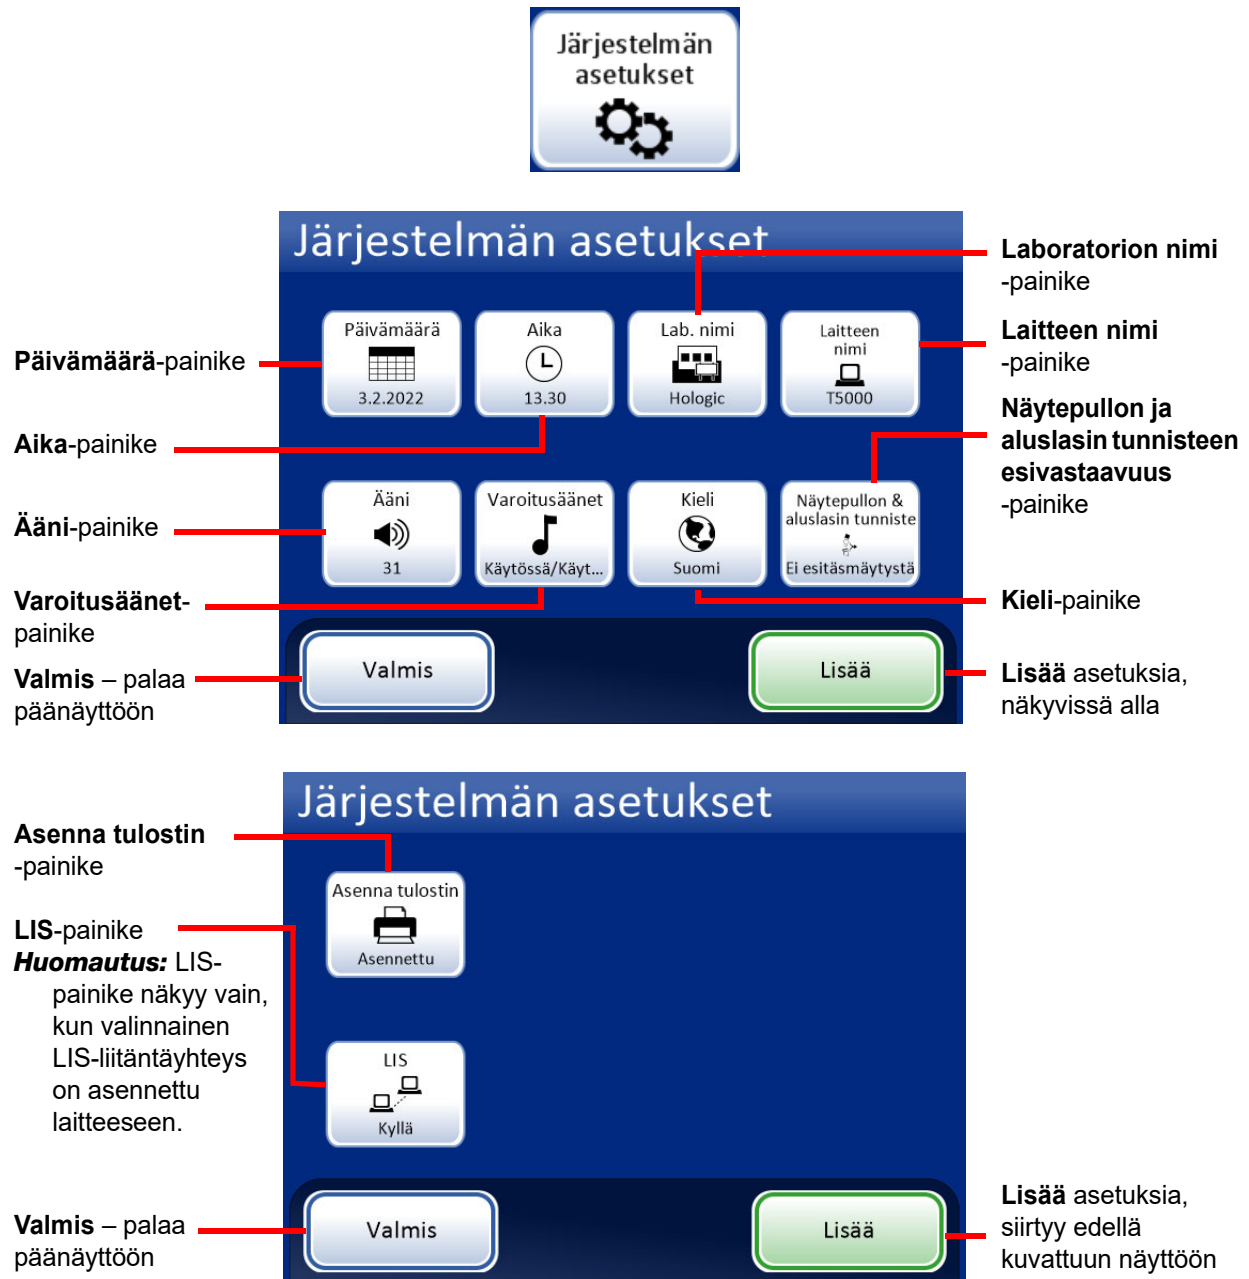 Järjestelmän
asetukset
Järjestelmän asetukset
Päivämäärä
3.2.2022
Aika
13.30
Lab. nimi
Hologic
Laitteen
nimi
T5000
Ääni
31
Varoitusäänet
Käytössä/Käyt...
Kieli
Suomi
Näytepullon &
aluslasin tunniste
Ei esitäsmäytystä
Valmis
Lisää
Päivämäärä-painike
Aika-painike
Ääni-painike
Varoitusäänet-
painike
Valmis – palaa
päänäyttöön
Laboratorion nimi
-painike
Laitteen nimi
-painike
Näytepullon ja
aluslasin tunnisteen
esivastaavuus
-painike
Kieli-painike
Lisää asetuksia,
näkyvissä alla
Järjestelmän asetukset
Asenna tulostin
Asennettu
LIS
Kyllä
Valmis
Lisää
Asenna tulostin
-painike
LIS-painike
Huomautus: LIS-
painike näkyy vain,
kun valinnainen
LIS-liitäntäyhteys
on asennettu
laitteeseen.
Valmis – palaa
päänäyttöön
Lisää asetuksia,
siirtyy edellä
kuvattuun näyttöön